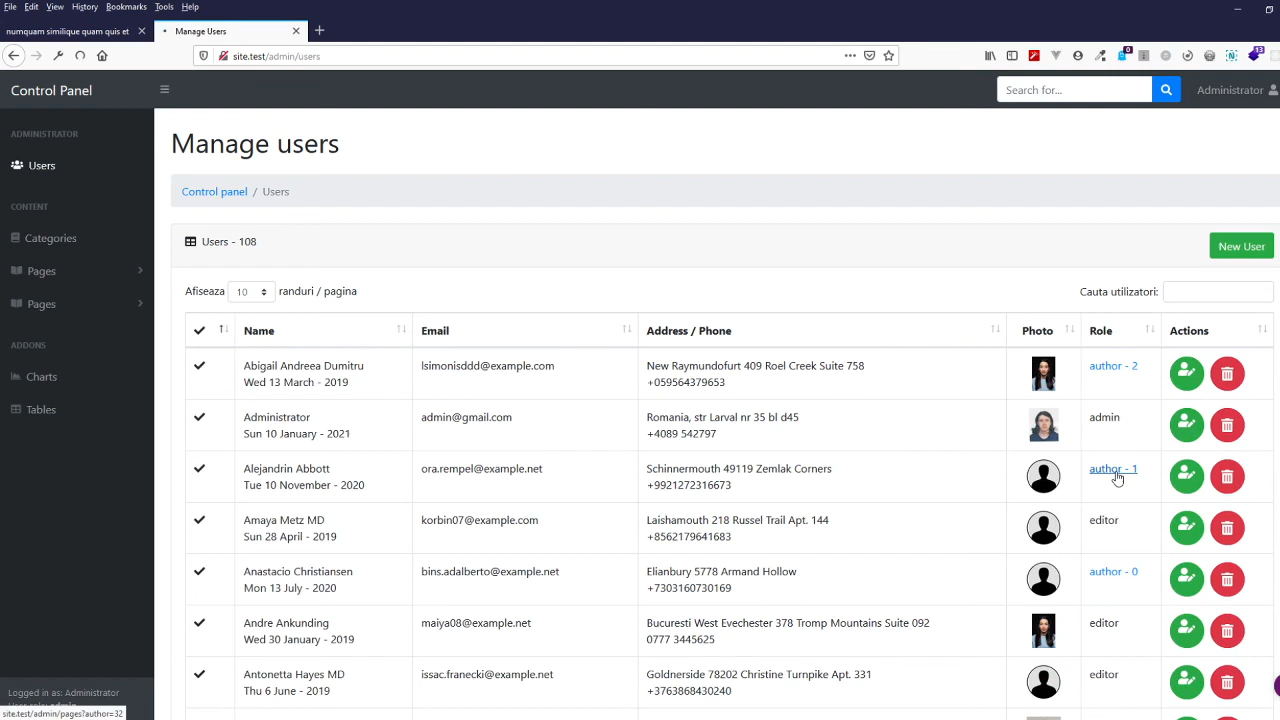 File Edit View History Bookmarks Tools Help
numquam similique quam quis et
Manage Users
site.test/admin/users
0
13
Control Panel
Search for...
Administrator
ADMINISTRATOR
Users
CONTENT
Categories
Pages
Pages
ADDONS
Charts
Tables
Logged in as: Administrator
site.test/admin/pages?author=32
Manage users
Control panel / Users
Users - 108
New User
Afiseaza 10 randuri / pagina
Cauta utilizatori:
Name Email Address / Phone Photo Role Actions
Abigail Andreea Dumitru lsimonisddd@example.com New Raymundofurt 409 Roel Creek Suite 758 author - 2
Wed 13 March - 2019 +059564379653
Administrator admin@gmail.com Romania, str Larval nr 35 bl d45 admin
Sun 10 January - 2021 +4089 542797
Alejandrin Abbott ora.rempel@example.net Schinnermouth 49119 Zemlak Corners author - 1
Tue 10 November - 2020 +9921272316673
Amaya Metz MD korbin07@example.com Laishamouth 218 Russel Trail Apt. 144 editor
Sun 28 April - 2019 +8562179641683
Anastacio Christiansen bins.adalberto@example.net Elianbury 5778 Armand Hollow author - 0
Mon 13 July - 2020 +7303160730169
Andre Ankunding maiya08@example.net Bucuresti West Evechester 378 Tromp Mountains Suite 092 editor
Wed 30 January - 2019 0777 3445625
Antonetta Hayes MD issac.franecki@example.net Goldnerside 78202 Christine Turnpike Apt. 331 editor
Thu 6 June - 2019 +3763868430240